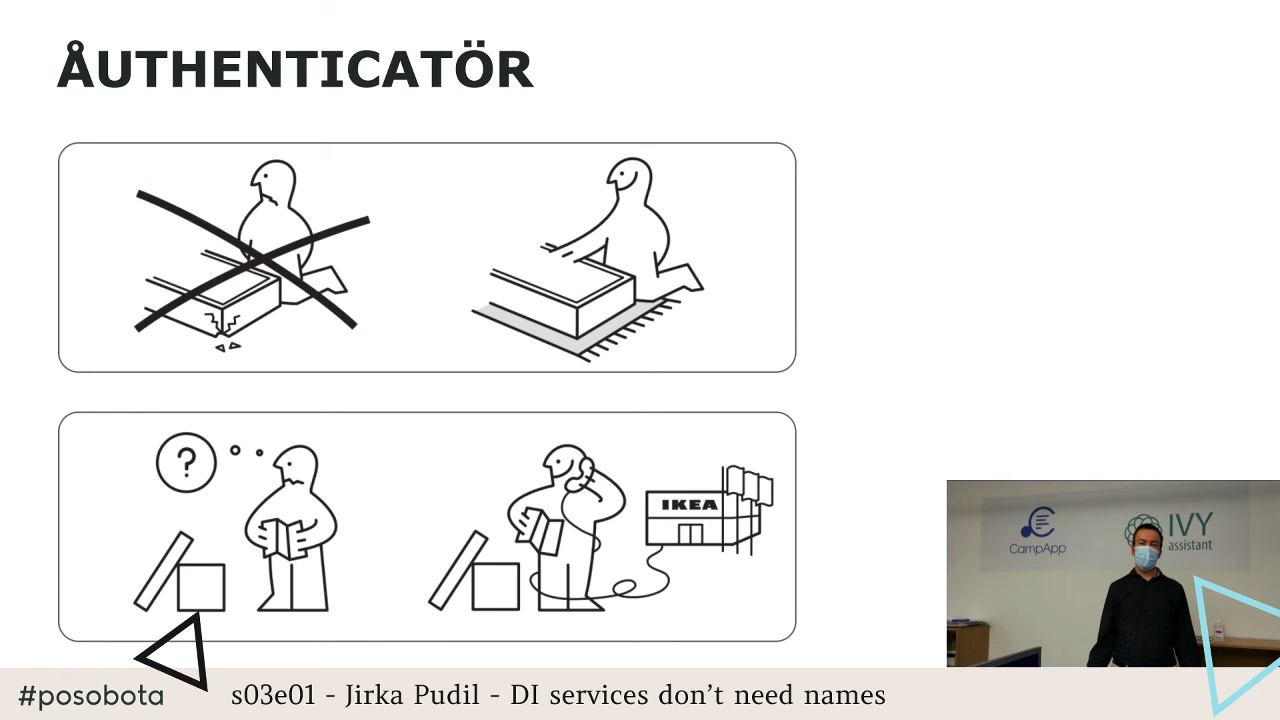 ÅUTHENTICATÖR
?
IKEA
CampApp
IVY
assistant
#posobota
s03e01 - Jirka Pudil - DI services don’t need names